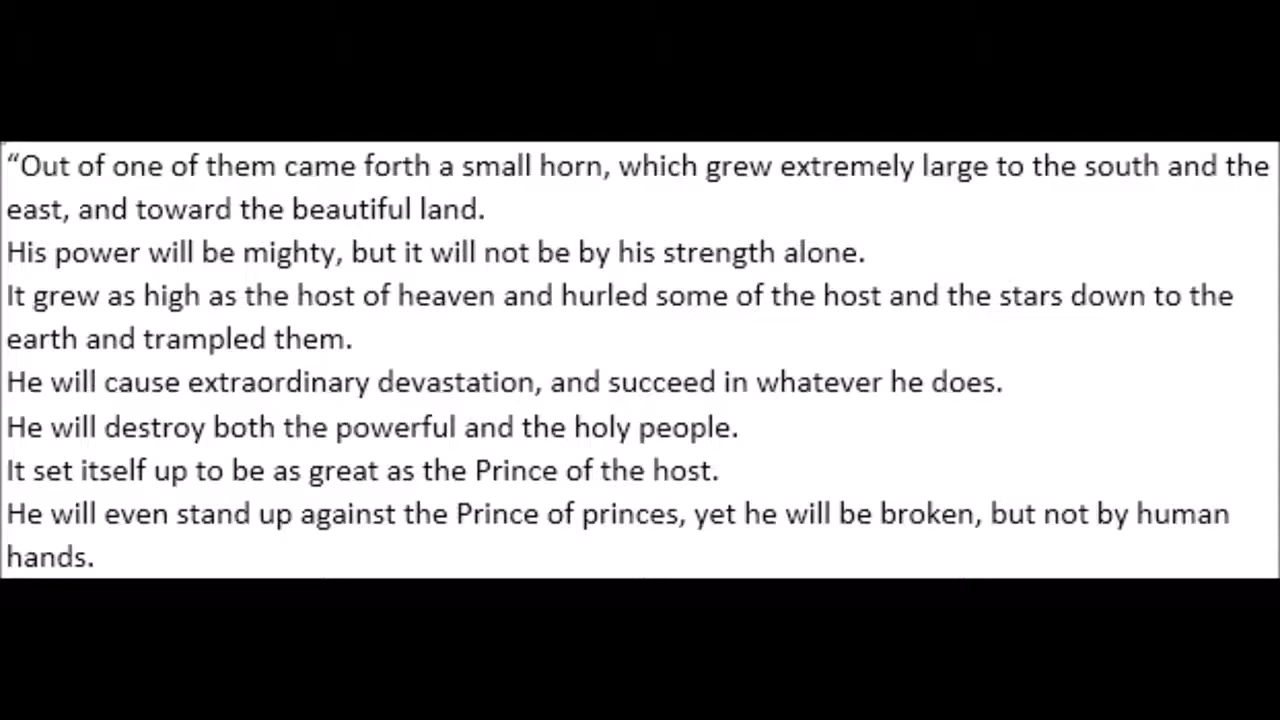 “Out of one of them came forth a small horn, which grew extremely large to the south and the
east, and toward the beautiful land.
His power will be mighty, but it will not be by his strength alone.
It grew as high as the host of heaven and hurled some of the host and the stars down to the
earth and trampled them.
He will cause extraordinary devastation, and succeed in whatever he does.
He will destroy both the powerful and the holy people.
It set itself up to be as great as the Prince of the host.
He will even stand up against the Prince of princes, yet he will be broken, but not by human
hands.